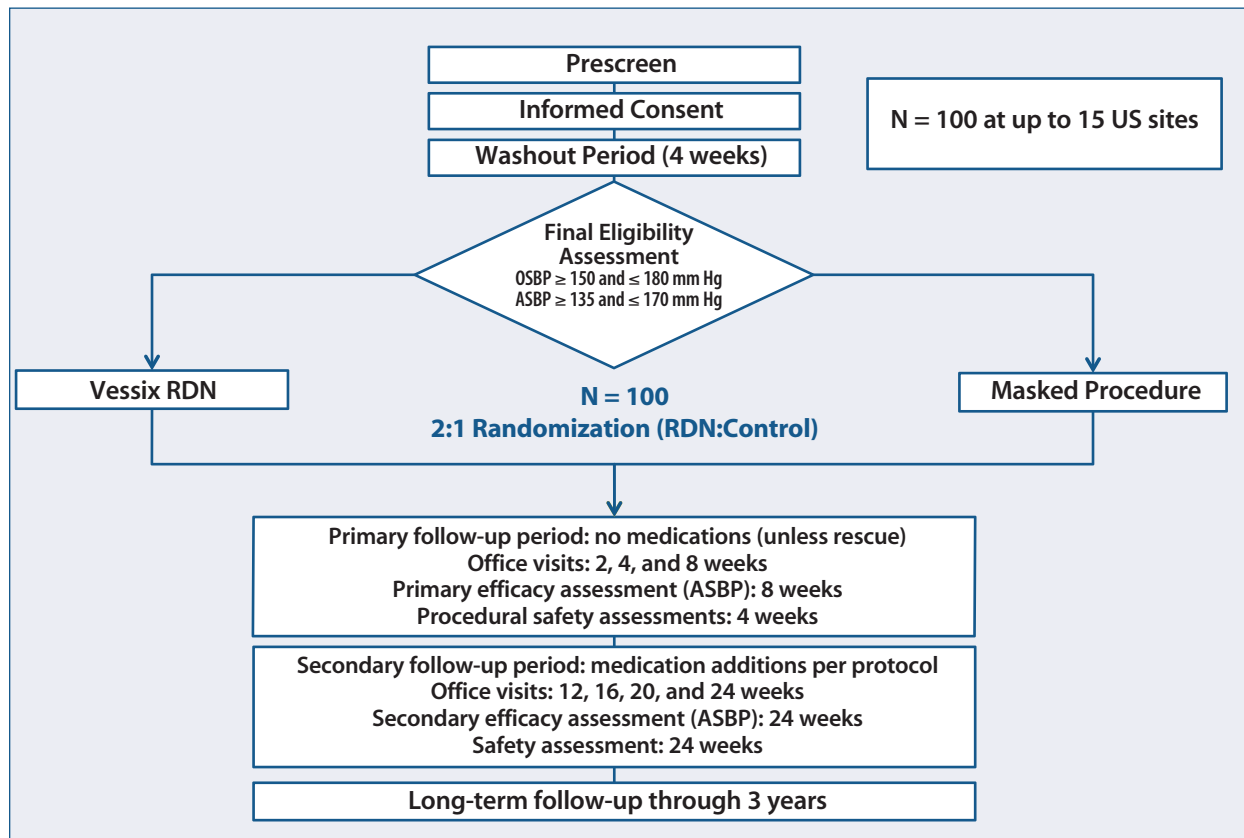 Prescreen
Informed Consent
Washout Period (4 weeks)
N = 100 at up to 15 US sites
Final Eligibility
Assessment
OSBP ≥ 150 and ≤ 180 mm Hg
ASBP ≥ 135 and ≤ 170 mm Hg
Vessix RDN
Masked Procedure
N = 100
2:1 Randomization (RDN:Control)
Primary follow-up period: no medications (unless rescue)
Office visits: 2, 4, and 8 weeks
Primary efficacy assessment (ASBP): 8 weeks
Procedural safety assessments: 4 weeks
Secondary follow-up period: medication additions per protocol
Office visits: 12, 16, 20, and 24 weeks
Secondary efficacy assessment (ASBP): 24 weeks
Safety assessment: 24 weeks
Long-term follow-up through 3 years